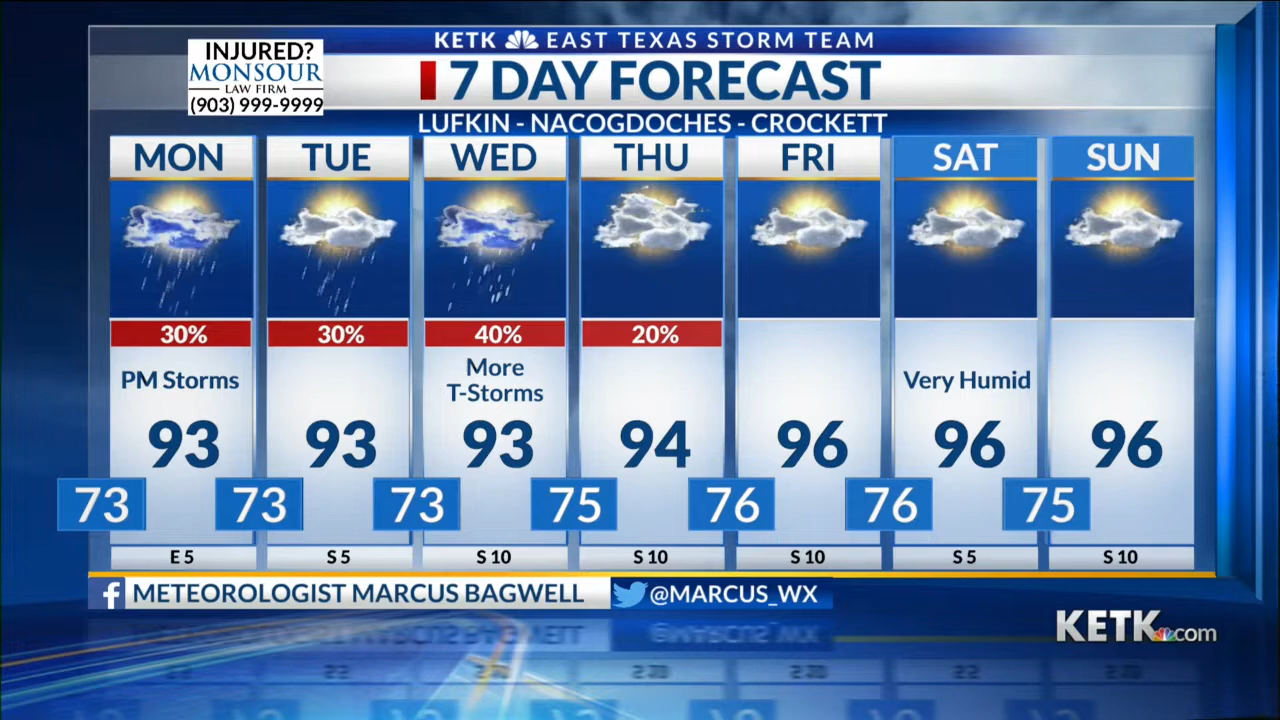 KETK EAST TEXAS STORM TEAM
INJURED?
MONSOUR
LAW FIRM
(903) 999-9999
7 DAY FORECAST
LUFKIN - NACOGDOCHES - CROCKETT
MON TUE WED THU FRI SAT SUN
30% 30% 40% 20%
PM Storms More T-Storms Very Humid
93 93 93 94 96 96 96
73 73 73 75 76 76 75
E 5 S 5 S 10 S 10 S 10 S 5 S 10
METEOROLOGIST MARCUS BAGWELL @MARCUS_WX
KETK.com